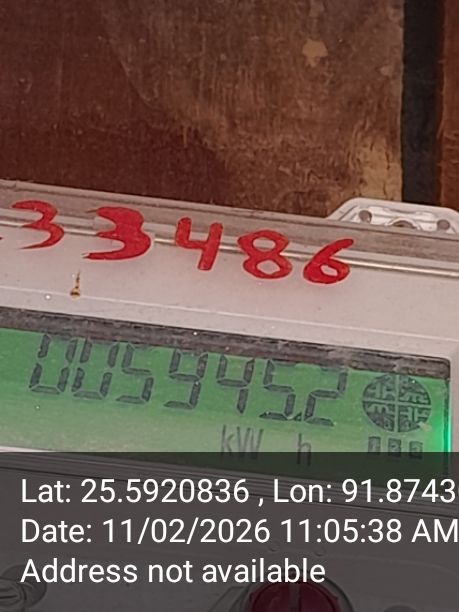 33486
0059452
kWh
Lat: 25.5920836 , Lon: 91.8743
Date: 11/02/2026 11:05:38 AM
Address not available